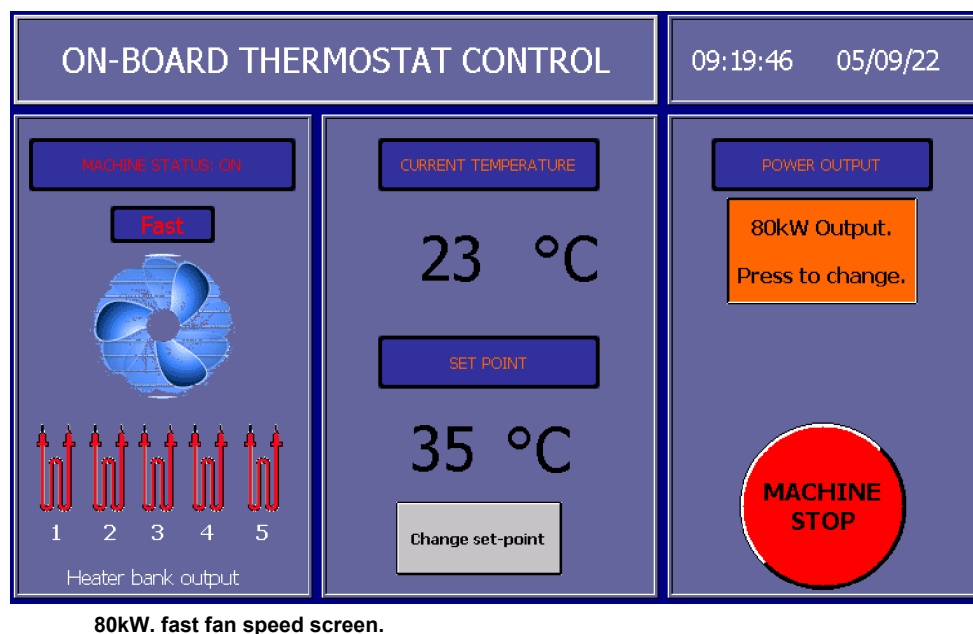 ON-BOARD THERMOSTAT CONTROL
09:19:46 05/09/22
MACHINE STATUS: ON
Fast
1 2 3 4 5
Heater bank output
CURRENT TEMPERATURE
23 °C
SET POINT
35 °C
Change set-point
POWER OUTPUT
80kW Output.
Press to change.
MACHINE
STOP
80kW. fast fan speed screen.